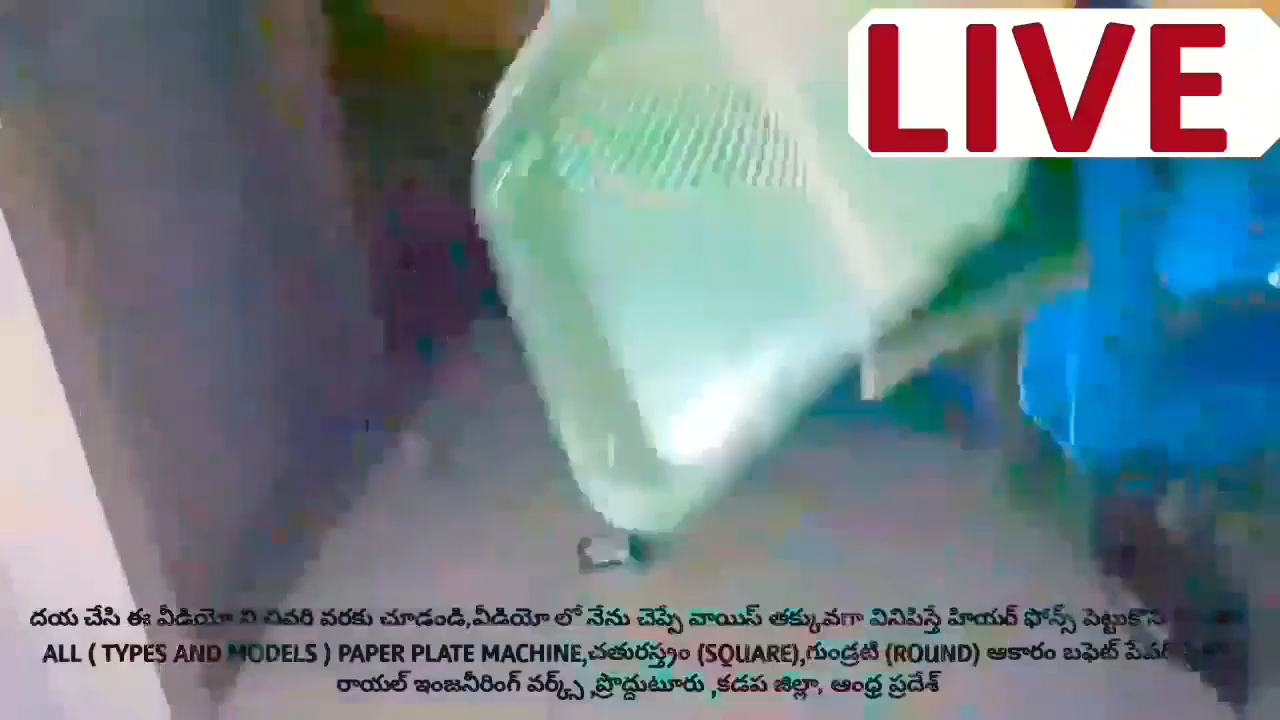 LIVE
దయ చేసి ఈ వీడియో ని చివరి వరకు చూడండి,వీడియో లో నేను చెప్పే వాయిస్ తక్కువగా వినిపిస్తే హియర్ ఫోన్స్ పెట్టుకొని
ALL ( TYPES AND MODELS ) PAPER PLATE MACHINE,చతురస్త్రం (SQUARE),గుండ్రటి (ROUND) ఆకారం బఫెట్ పేపర్
రాయల్ ఇంజనీరింగ్ వర్క్స్ ,ప్రొద్దుటూరు ,కడప జిల్లా, ఆంధ్ర ప్రదేశ్